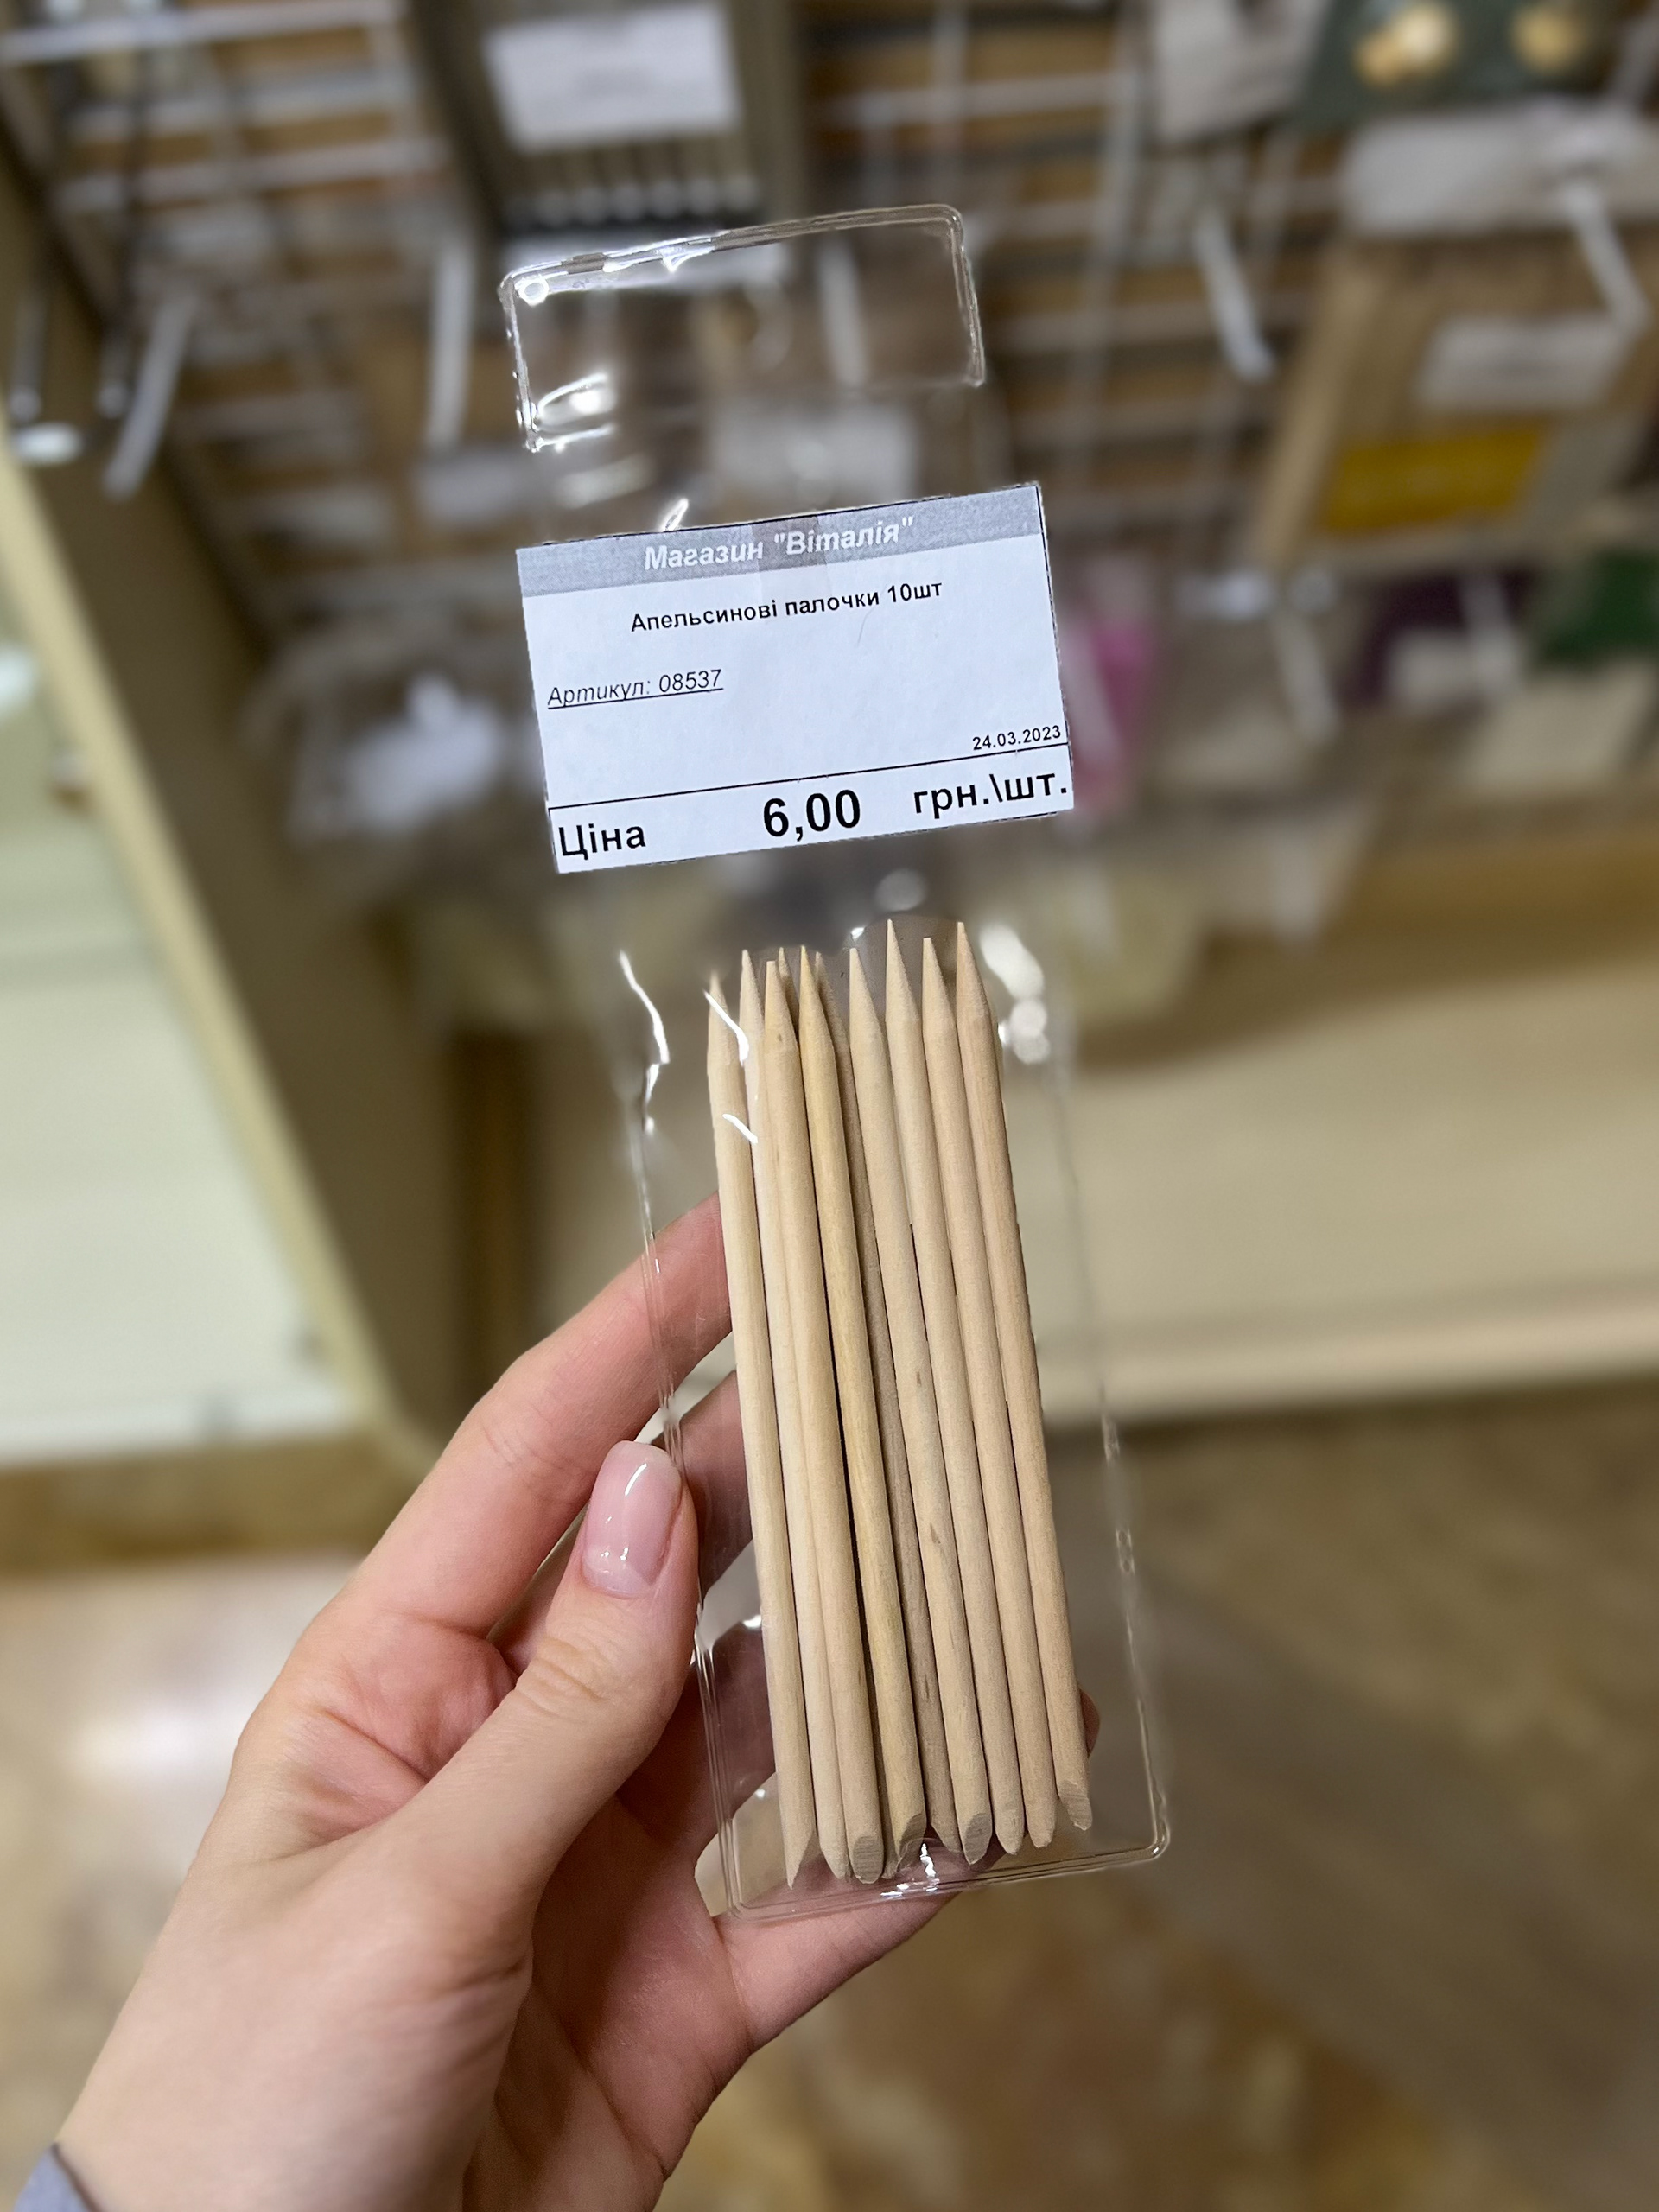 Магазин "Віталія"
Апельсинові палочки 10шт
Артикул: 08537
24.03.2023
Ціна 6,00 грн.\шт.